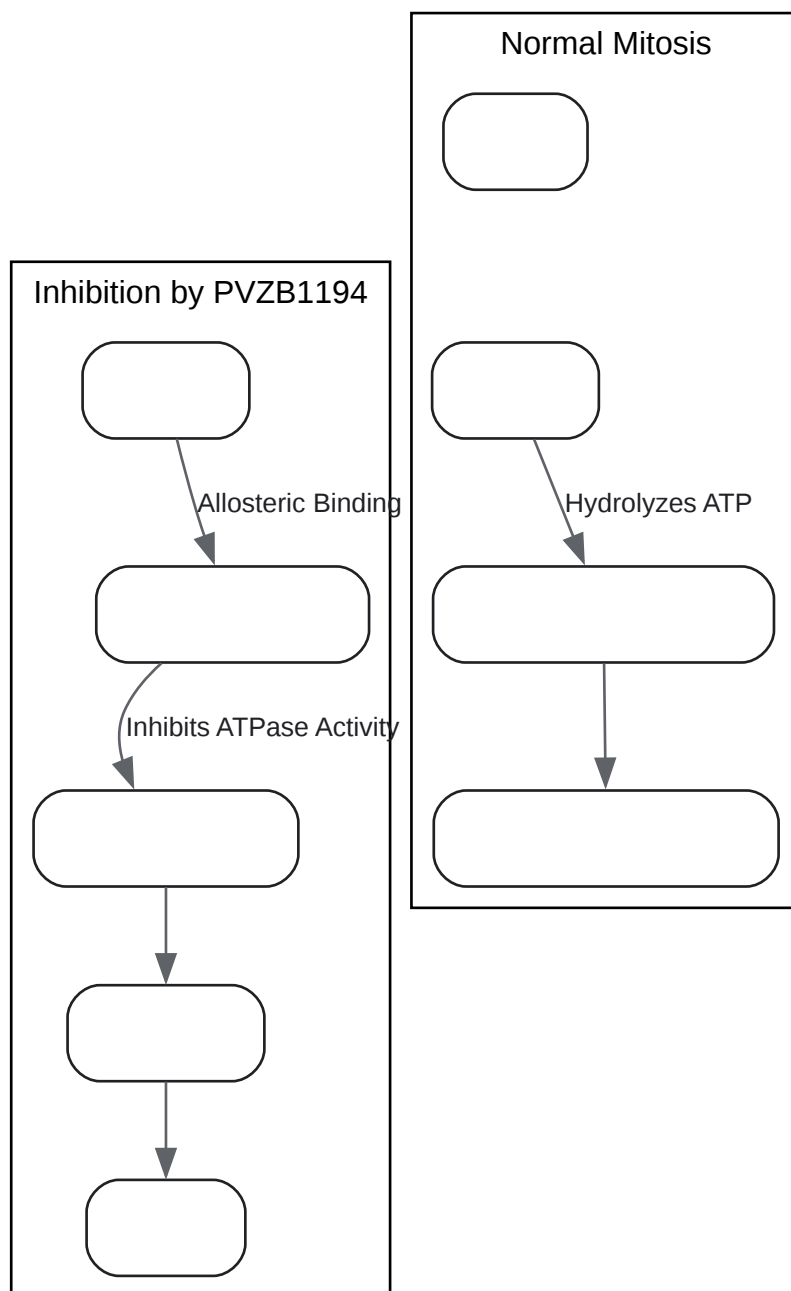 Normal Mitosis
Inhibition by PVZB1194
Allosteric Binding
Hydrolyzes ATP
Inhibits ATPase Activity